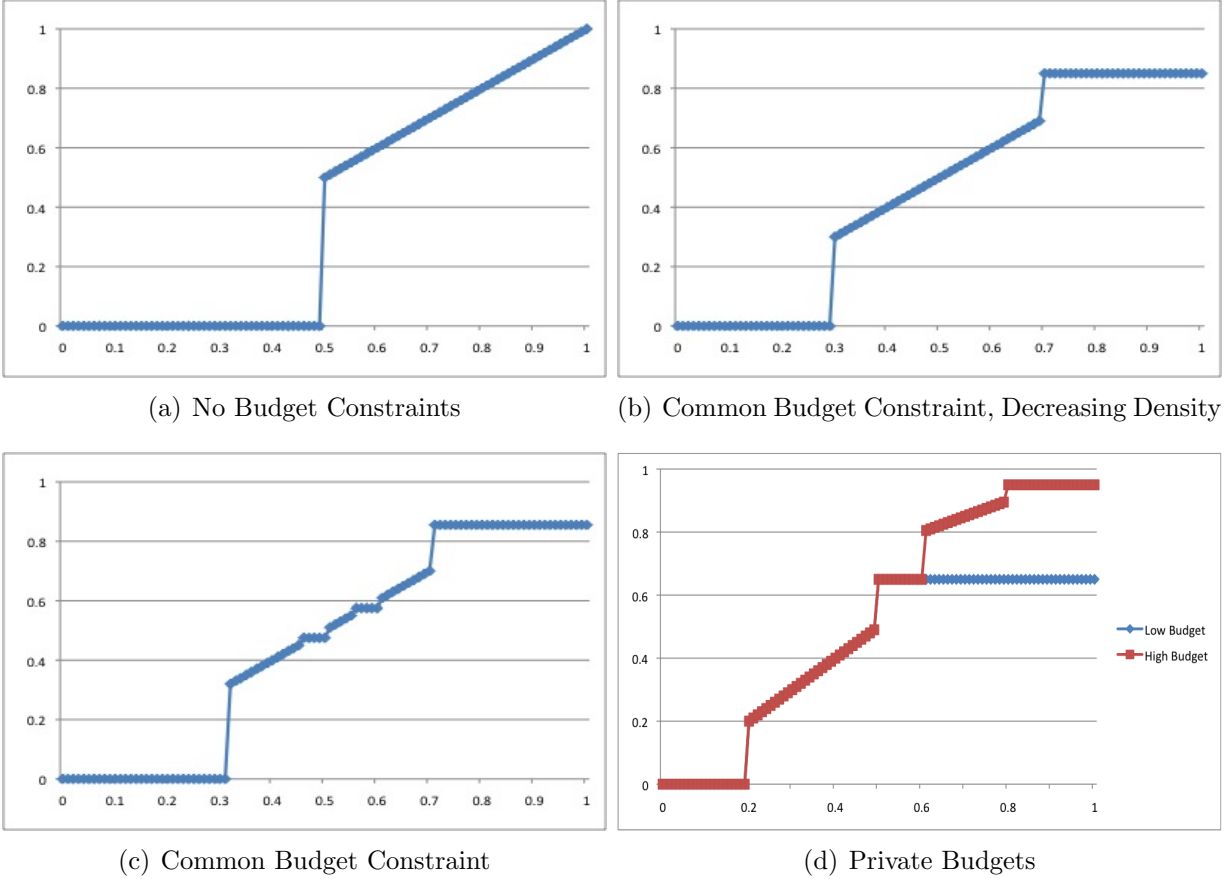 1
0.8
0.6
0.4
0.2
0
0 0.1 0.2 0.3 0.4 0.5 0.6 0.7 0.8 0.9 1
(a) No Budget Constraints
1
0.8
0.6
0.4
0.2
0
0 0.1 0.2 0.3 0.4 0.5 0.6 0.7 0.8 0.9 1
(b) Common Budget Constraint, Decreasing Density
1
0.8
0.6
0.4
0.2
0
0 0.1 0.2 0.3 0.4 0.5 0.6 0.7 0.8 0.9 1
(c) Common Budget Constraint
1
0.8
0.6
0.4
0.2
0
0 0.2 0.4 0.6 0.8 1
Low Budget
High Budget
(d) Private Budgets